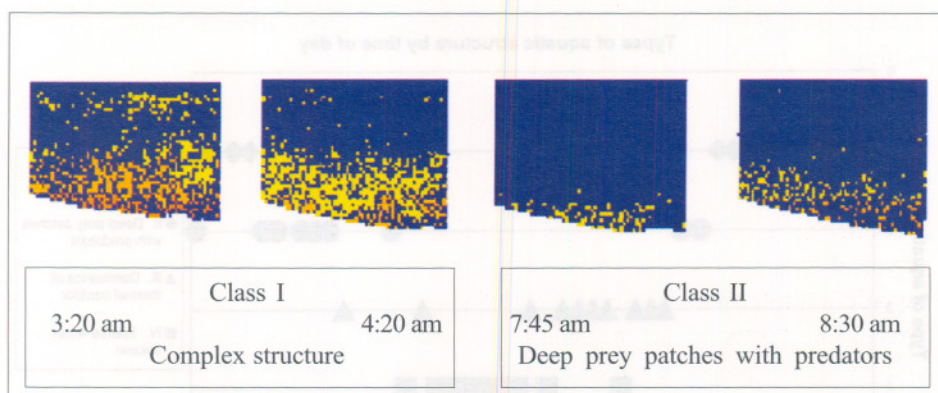 Class I
3:20 am 4:20 am
Complex structure
Class II
7:45 am 8:30 am
Deep prey patches with predators
Types of aquatic structure by time of day